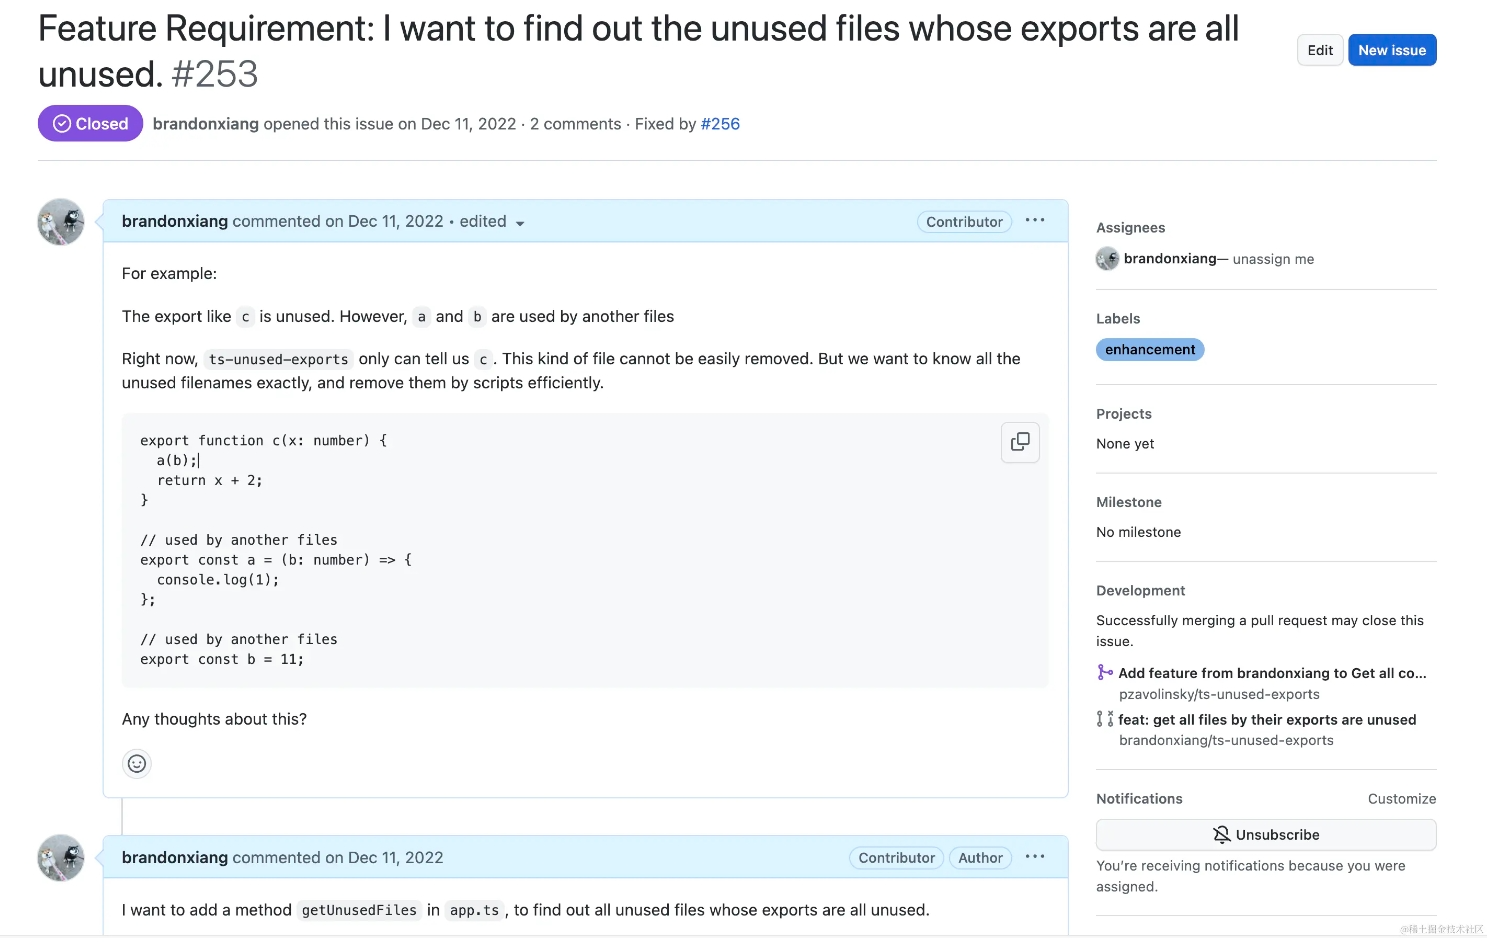 Feature Requirement: I want to find out the unused files whose exports are all
unused. #253
Edit
New issue
Closed
brandonxiang opened this issue on Dec 11, 2022 · 2 comments · Fixed by #256
brandonxiang commented on Dec 11, 2022 • edited
Contributor
For example:
The export like c is unused. However, a and b are used by another files
Right now, ts-unused-exports only can tell us c. This kind of file cannot be easily removed. But we want to know all the
unused filenames exactly, and remove them by scripts efficiently.
export function c(x: number) {
  a(b);
  return x + 2;
}
// used by another files
export const a = (b: number) => {
  console.log(1);
};
// used by another files
export const b = 11;
Any thoughts about this?
brandonxiang commented on Dec 11, 2022
Contributor
Author
I want to add a method getUnusedFiles in app.ts, to find out all unused files whose exports are all unused.
Assignees
brandonxiang— unassign me
Labels
enhancement
Projects
None yet
Milestone
No milestone
Development
Successfully merging a pull request may close this
issue.
Add feature from brandonxiang to Get all co...
pzavolinsky/ts-unused-exports
feat: get all files by their exports are unused
brandonxiang/ts-unused-exports
Notifications
Customize
Unsubscribe
You're receiving notifications because you were
assigned.
@稀土掘金技术社区